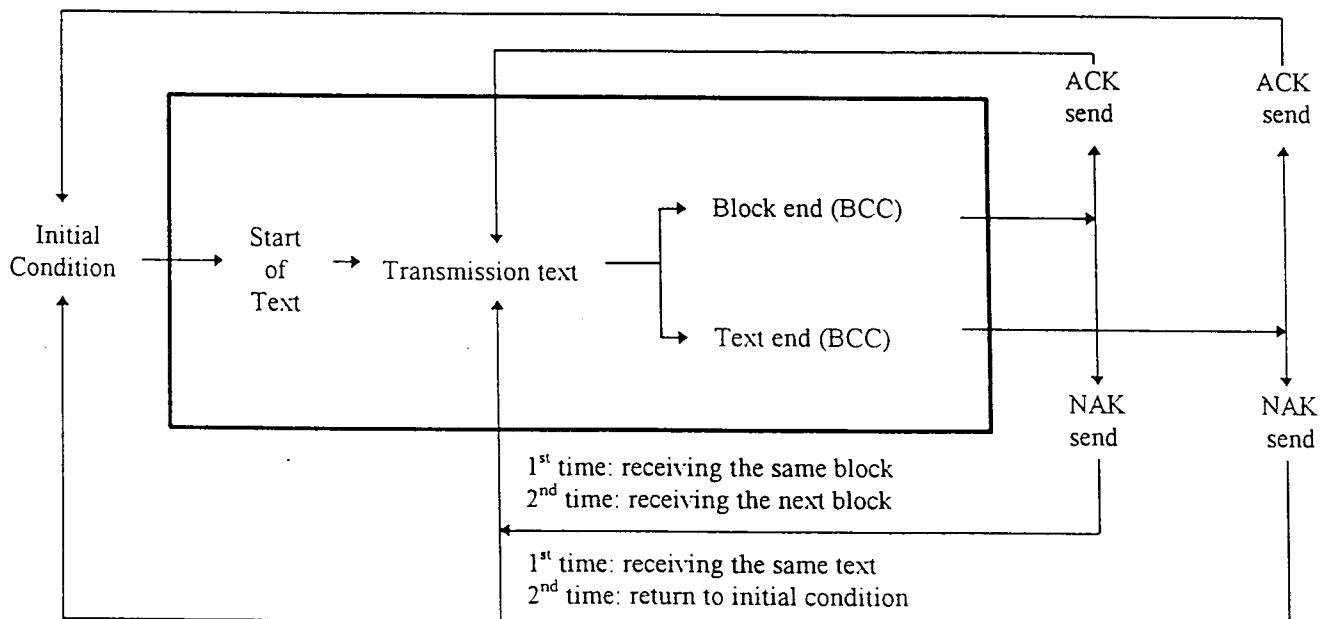 ACK
send
ACK
send
Initial
Condition
Start
of
Text
Transmission text
Block end (BCC)
Text end (BCC)
NAK
send
NAK
send
1st time: receiving the same block
2nd time: receiving the next block
1st time: receiving the same text
2nd time: return to initial condition